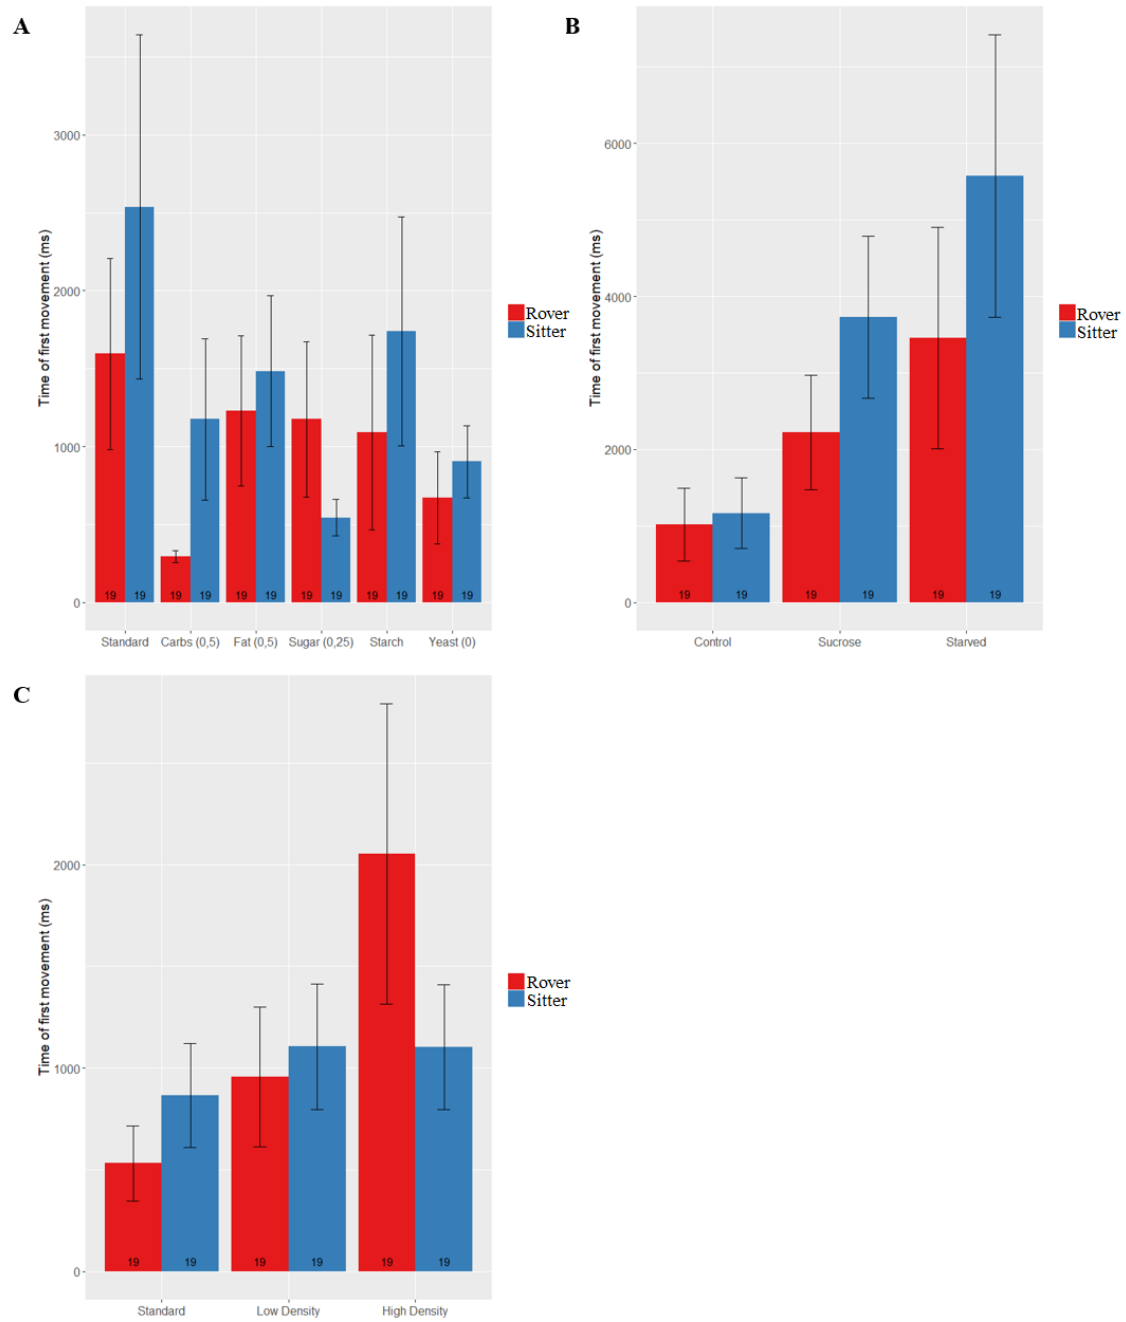 A
Time of first movement (ms)
3000
2000
1000
0
19 19 19 19 19 19 19 19 19 19 19 19
Standard Carbs (0,5) Fat (0,5) Sugar (0,25) Starch Yeast (0)
Rover
Sitter
B
Time of first movement (ms)
6000
4000
2000
0
19 19 19 19 19 19
Control Sucrose Starved
Rover
Sitter
C
Time of first movement (ms)
2000
1000
0
19 19 19 19 19 19
Standard Low Density High Density
Rover
Sitter